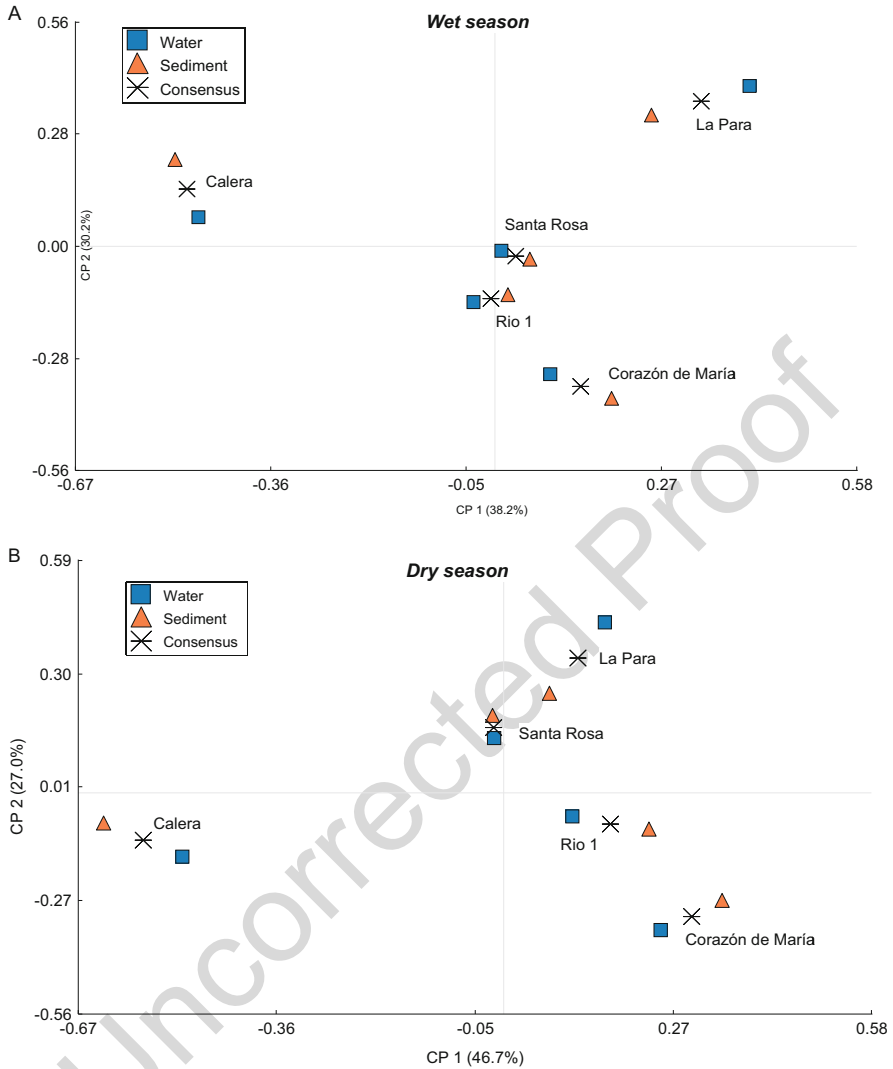 A
Wet season
0.56
Water
Sediment
Consensus
La Para
0.28
Calera
Santa Rosa
0.00
CP 2 (30.2%)
Rio 1
-0.28
Corazón de María
-0.56
-0.67
-0.36
-0.05
0.27
0.58
CP 1 (38.2%)
B
Dry season
0.59
Water
Sediment
Consensus
La Para
0.30
Santa Rosa
0.01
CP 2 (27.0%)
Calera
Rio 1
-0.27
Corazón de María
-0.56
-0.67
-0.36
-0.05
0.27
0.58
CP 1 (46.7%)
Uncorrected Proof